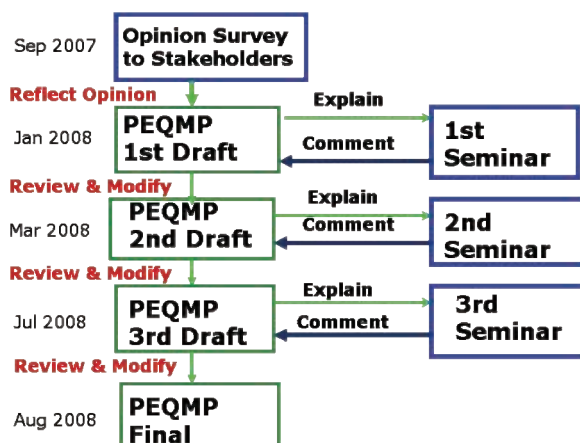 Sep 2007
Opinion Survey
to Stakeholders
Reflect Opinion
Jan 2008
PEQMP
1st Draft
Explain
Comment
1st
Seminar
Review & Modify
Mar 2008
PEQMP
2nd Draft
Explain
Comment
2nd
Seminar
Review & Modify
Jul 2008
PEQMP
3rd Draft
Explain
Comment
3rd
Seminar
Review & Modify
Aug 2008
PEQMP
Final